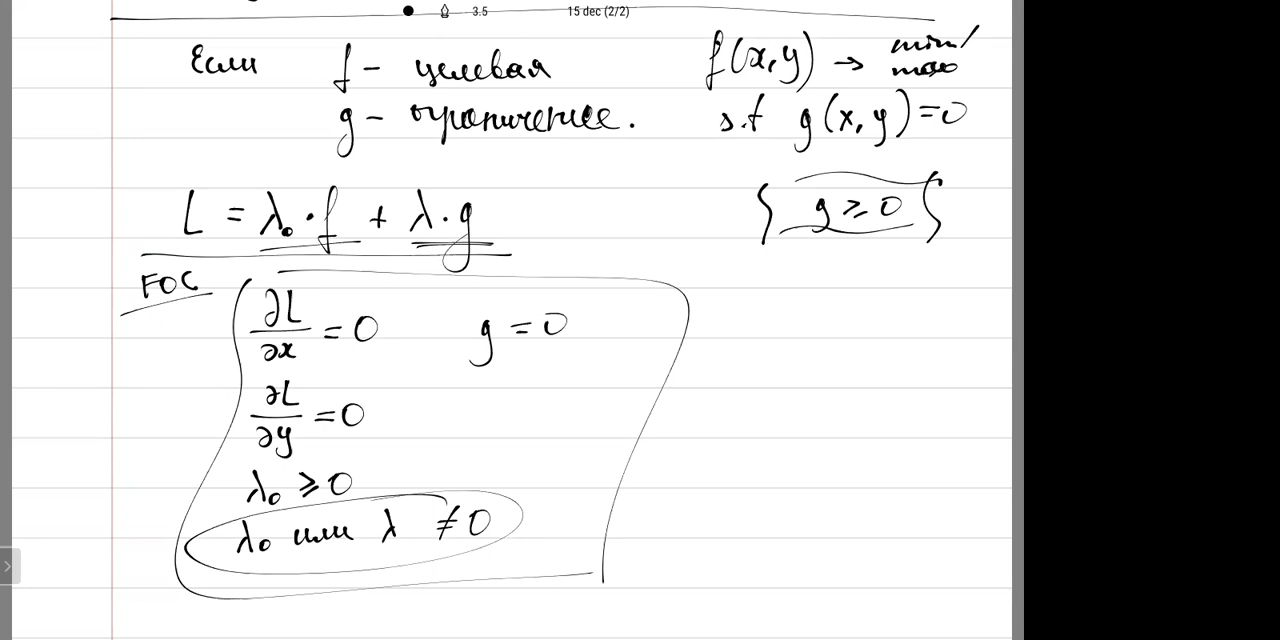 3.5 15 dec (2/2)
Если f – целевая f(x,y) → min/max
g – ограничение. s.t g(x,y)=0
L = λ₀·f + λ·g { g ⩾ 0 }
FOC
∂L/∂x = 0 g = 0
∂L/∂y = 0
λ₀ ⩾ 0
λ₀ или λ ≠ 0